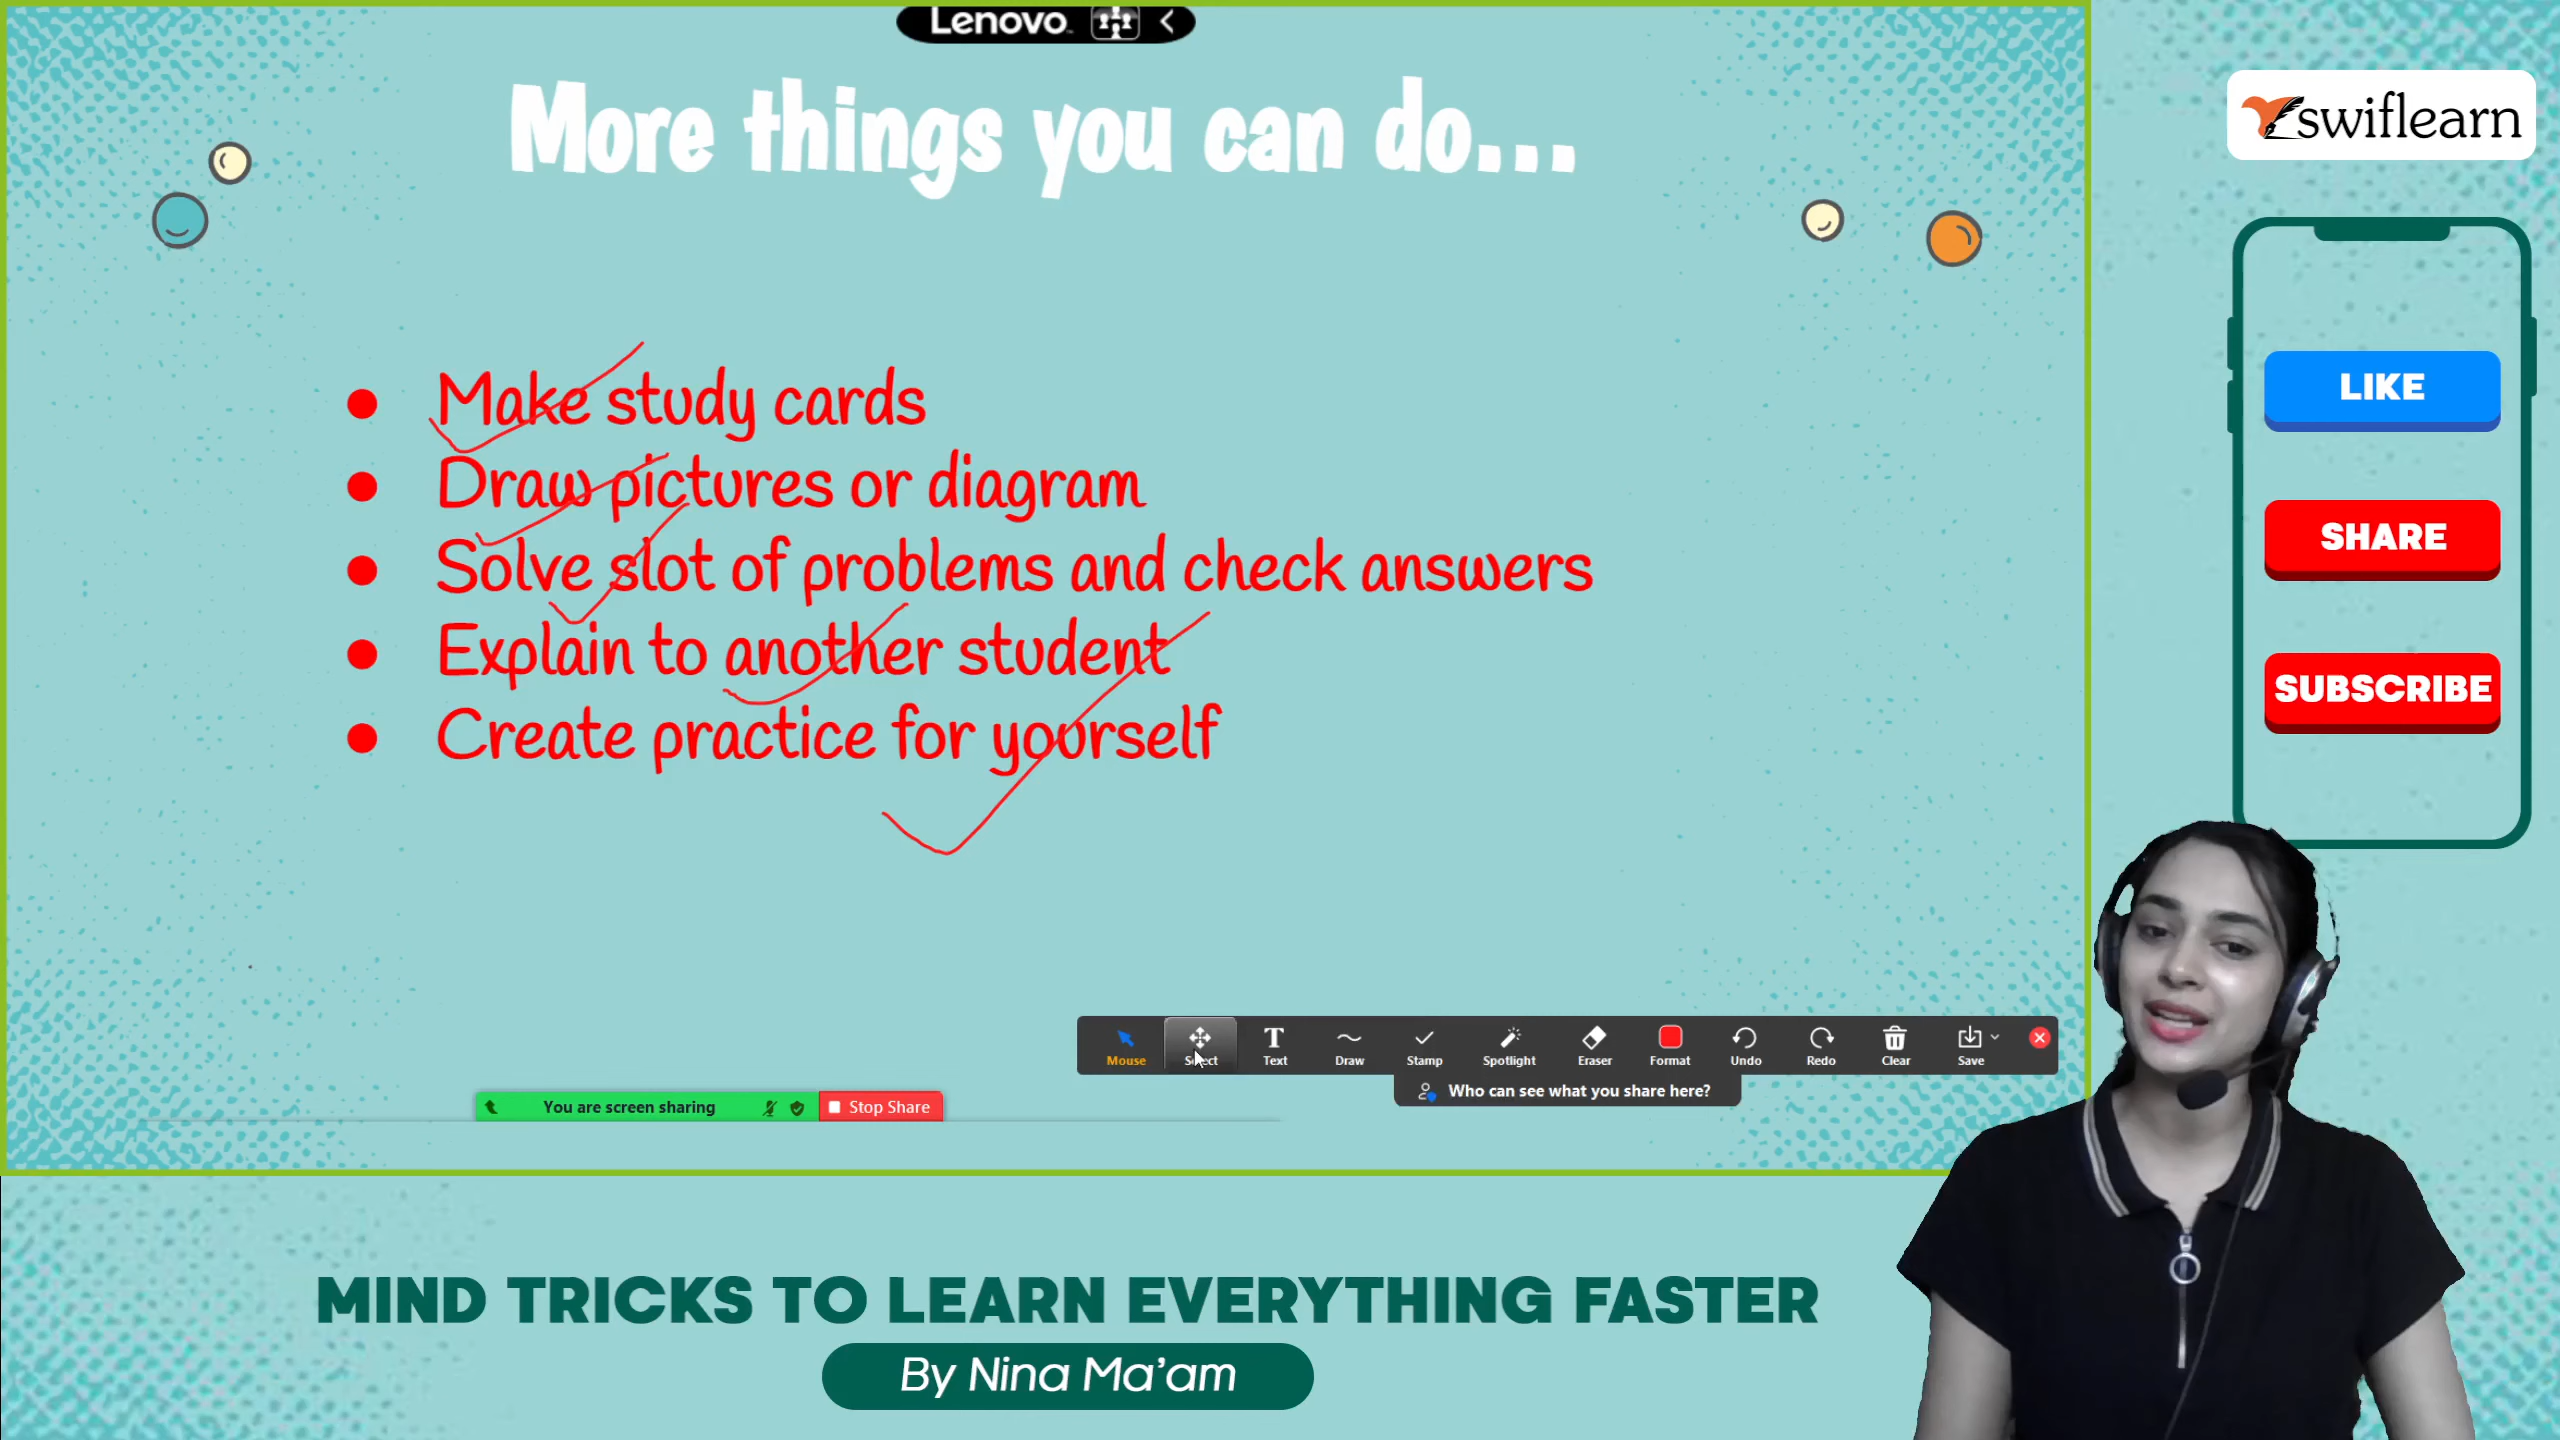 Lenovo
More things you can do...
swiflearn
LIKE
SHARE
SUBSCRIBE
● Make study cards
● Draw pictures or diagram
● Solve slot of problems and check answers
● Explain to another student
● Create practice for yourself
Mouse Select Text Draw Stamp Spotlight Eraser Format Undo Redo Clear Save
Who can see what you share here?
You are screen sharing Stop Share
MIND TRICKS TO LEARN EVERYTHING FASTER
By Nina Ma'am